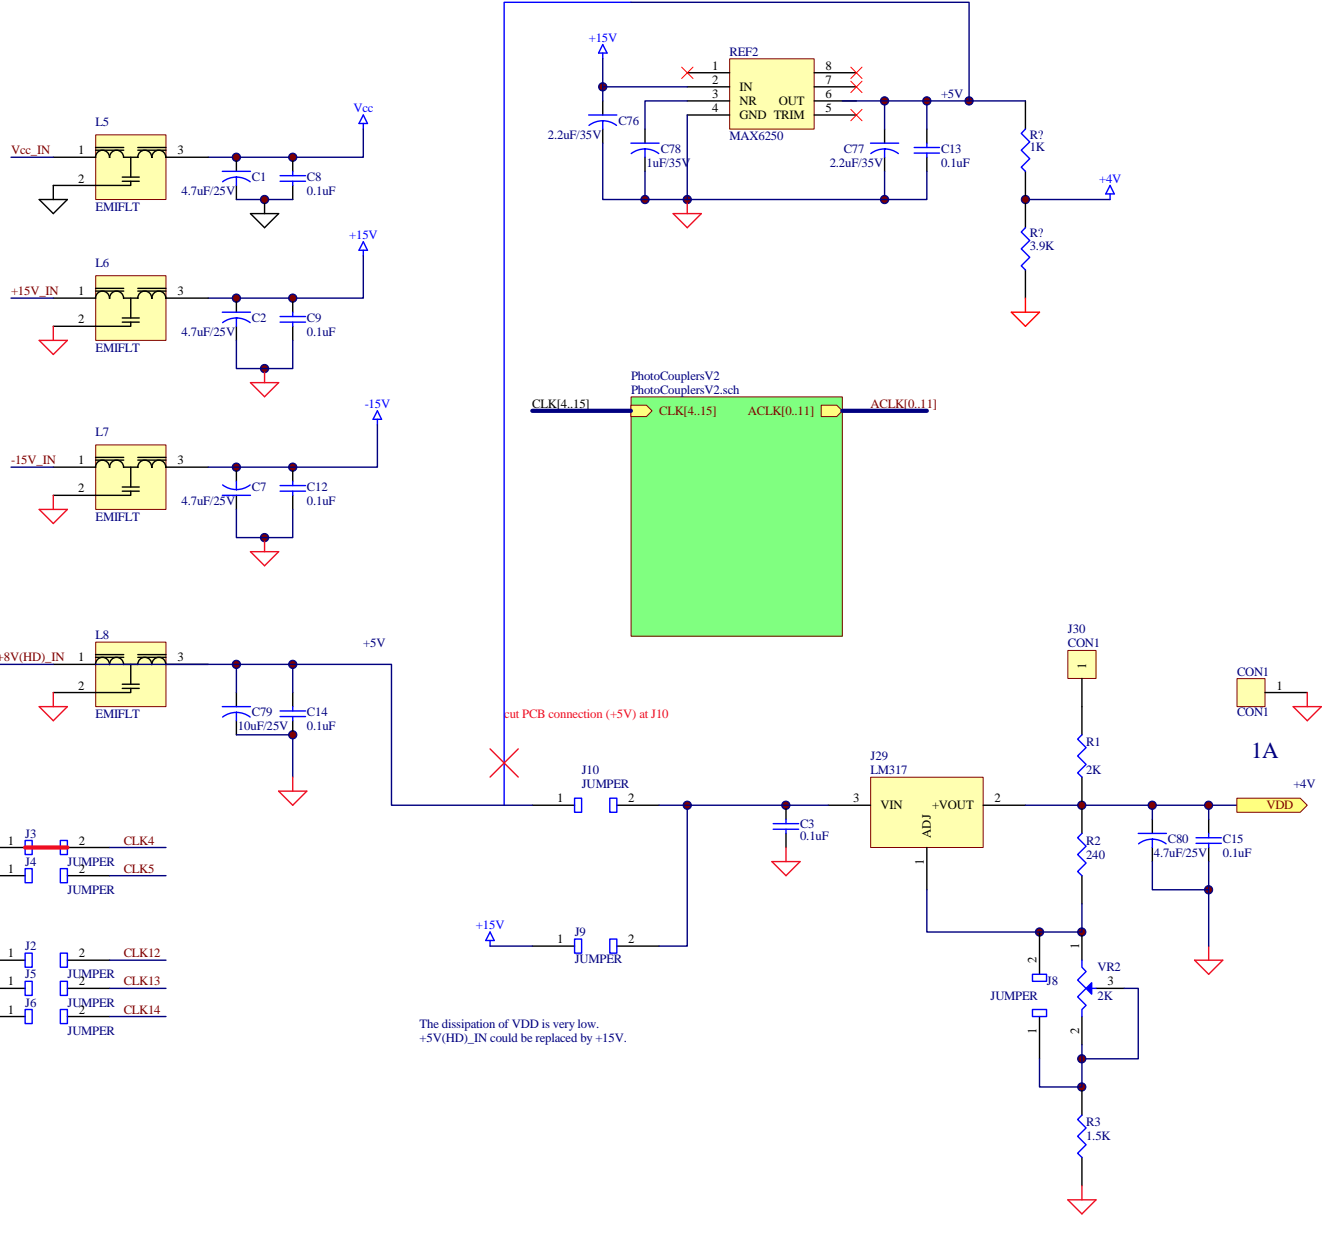 +15V
REF2
1
2
3
4
IN
NR
GND
OUT
TRIM
8
7
6
5
MAX6250
+5V
C76
2.2uF/35V
C78
1uF/35V
C77
2.2uF/35V
C13
0.1uF
R?
1K
+4V
R?
3.9K
Vcc
L5
Vcc_IN
1
3
2
EMIFLT
C1
4.7uF/25V
C8
0.1uF
+15V
L6
+15V_IN
1
3
2
EMIFLT
C2
4.7uF/25V
C9
0.1uF
-15V
L7
-15V_IN
1
3
2
EMIFLT
C7
4.7uF/25V
C12
0.1uF
PhotoCouplersV2
PhotoCouplersV2.sch
CLK[4..15]
CLK[4..15]
ACLK[0..11]
ACLK[0..11]
L8
+8V(HD)_IN
1
3
2
EMIFLT
+5V
C79
10uF/25V
C14
0.1uF
cut PCB connection (+5V) at J10
J10
JUMPER
1
2
J9
JUMPER
1
2
+15V
C3
0.1uF
J29
LM317
3
VIN
+VOUT
2
ADJ
1
J30
CON1
1
R1
2K
R2
240
CON1
1
CON1
1A
+4V
VDD
C80
4.7uF/25V
C15
0.1uF
2
J8
JUMPER
1
1
VR2
3
2K
2
R3
1.5K
J3
1
2
CLK4
JUMPER
J4
1
2
CLK5
JUMPER
J2
1
2
CLK12
JUMPER
J5
1
2
CLK13
JUMPER
J6
1
2
CLK14
JUMPER
The dissipation of VDD is very low.
+5V(HD)_IN could be replaced by +15V.